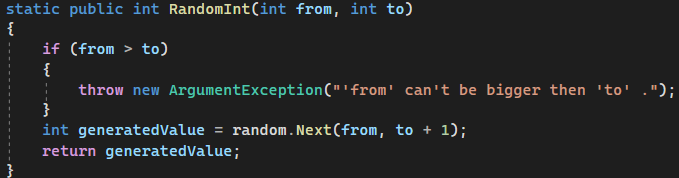 static public int RandomInt(int from, int to)
{
if (from > to)
{
throw new ArgumentException("'from' can't be bigger then 'to' .");
}
int generatedValue = random.Next(from, to + 1);
return generatedValue;
}